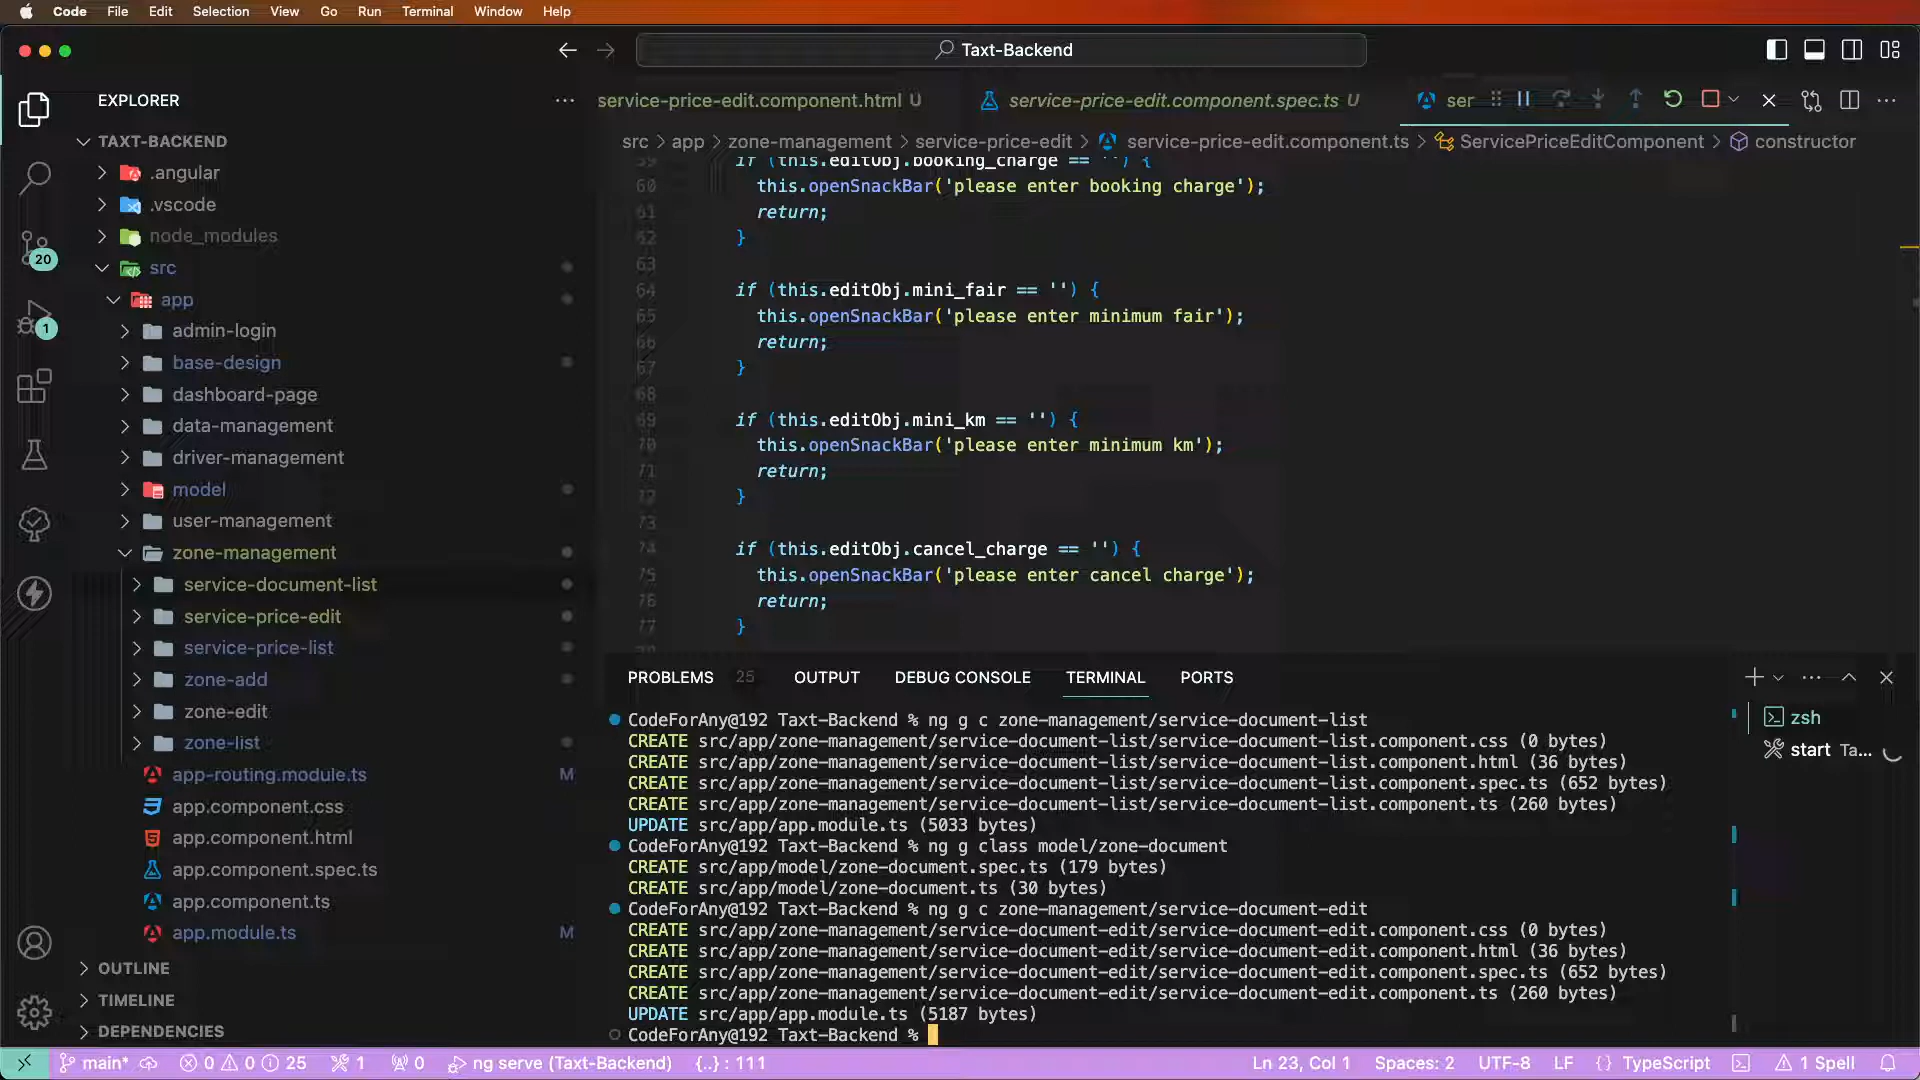 Code File Edit Selection View Go Run Terminal Window Help
Taxt-Backend
EXPLORER
TAXT-BACKEND
.angular
.vscode
node_modules
src
app
admin-login
base-design
dashboard-page
data-management
driver-management
model
user-management
zone-management
service-document-list
service-price-edit
service-price-list
zone-add
zone-edit
zone-list
app-routing.module.ts M
app.component.css
app.component.html
app.component.spec.ts
app.component.ts
app.module.ts M
OUTLINE
TIMELINE
DEPENDENCIES
20
1
service-price-edit.component.html U
service-price-edit.component.spec.ts U
ser
src > app > zone-management > service-price-edit > service-price-edit.component.ts > ServicePriceEditComponent > constructor
59 if (this.editObj.booking_charge == '') {
60 this.openSnackBar('please enter booking charge');
61 return;
62 }
63
64 if (this.editObj.mini_fair == '') {
65 this.openSnackBar('please enter minimum fair');
66 return;
67 }
68
69 if (this.editObj.mini_km == '') {
70 this.openSnackBar('please enter minimum km');
71 return;
72 }
73
74 if (this.editObj.cancel_charge == '') {
75 this.openSnackBar('please enter cancel charge');
76 return;
77 }
PROBLEMS 25 OUTPUT DEBUG CONSOLE TERMINAL PORTS
CodeForAny@192 Taxt-Backend % ng g c zone-management/service-document-list
CREATE src/app/zone-management/service-document-list/service-document-list.component.css (0 bytes)
CREATE src/app/zone-management/service-document-list/service-document-list.component.html (36 bytes)
CREATE src/app/zone-management/service-document-list/service-document-list.component.spec.ts (652 bytes)
CREATE src/app/zone-management/service-document-list/service-document-list.component.ts (260 bytes)
UPDATE src/app/app.module.ts (5033 bytes)
CodeForAny@192 Taxt-Backend % ng g class model/zone-document
CREATE src/app/model/zone-document.spec.ts (179 bytes)
CREATE src/app/model/zone-document.ts (30 bytes)
CodeForAny@192 Taxt-Backend % ng g c zone-management/service-document-edit
CREATE src/app/zone-management/service-document-edit/service-document-edit.component.css (0 bytes)
CREATE src/app/zone-management/service-document-edit/service-document-edit.component.html (36 bytes)
CREATE src/app/zone-management/service-document-edit/service-document-edit.component.spec.ts (652 bytes)
CREATE src/app/zone-management/service-document-edit/service-document-edit.component.ts (260 bytes)
UPDATE src/app/app.module.ts (5187 bytes)
CodeForAny@192 Taxt-Backend %
zsh
start Ta...
main* 0 0 25 1 0 ng serve (Taxt-Backend) {..} : 111 Ln 23, Col 1 Spaces: 2 UTF-8 LF {} TypeScript 1 Spell